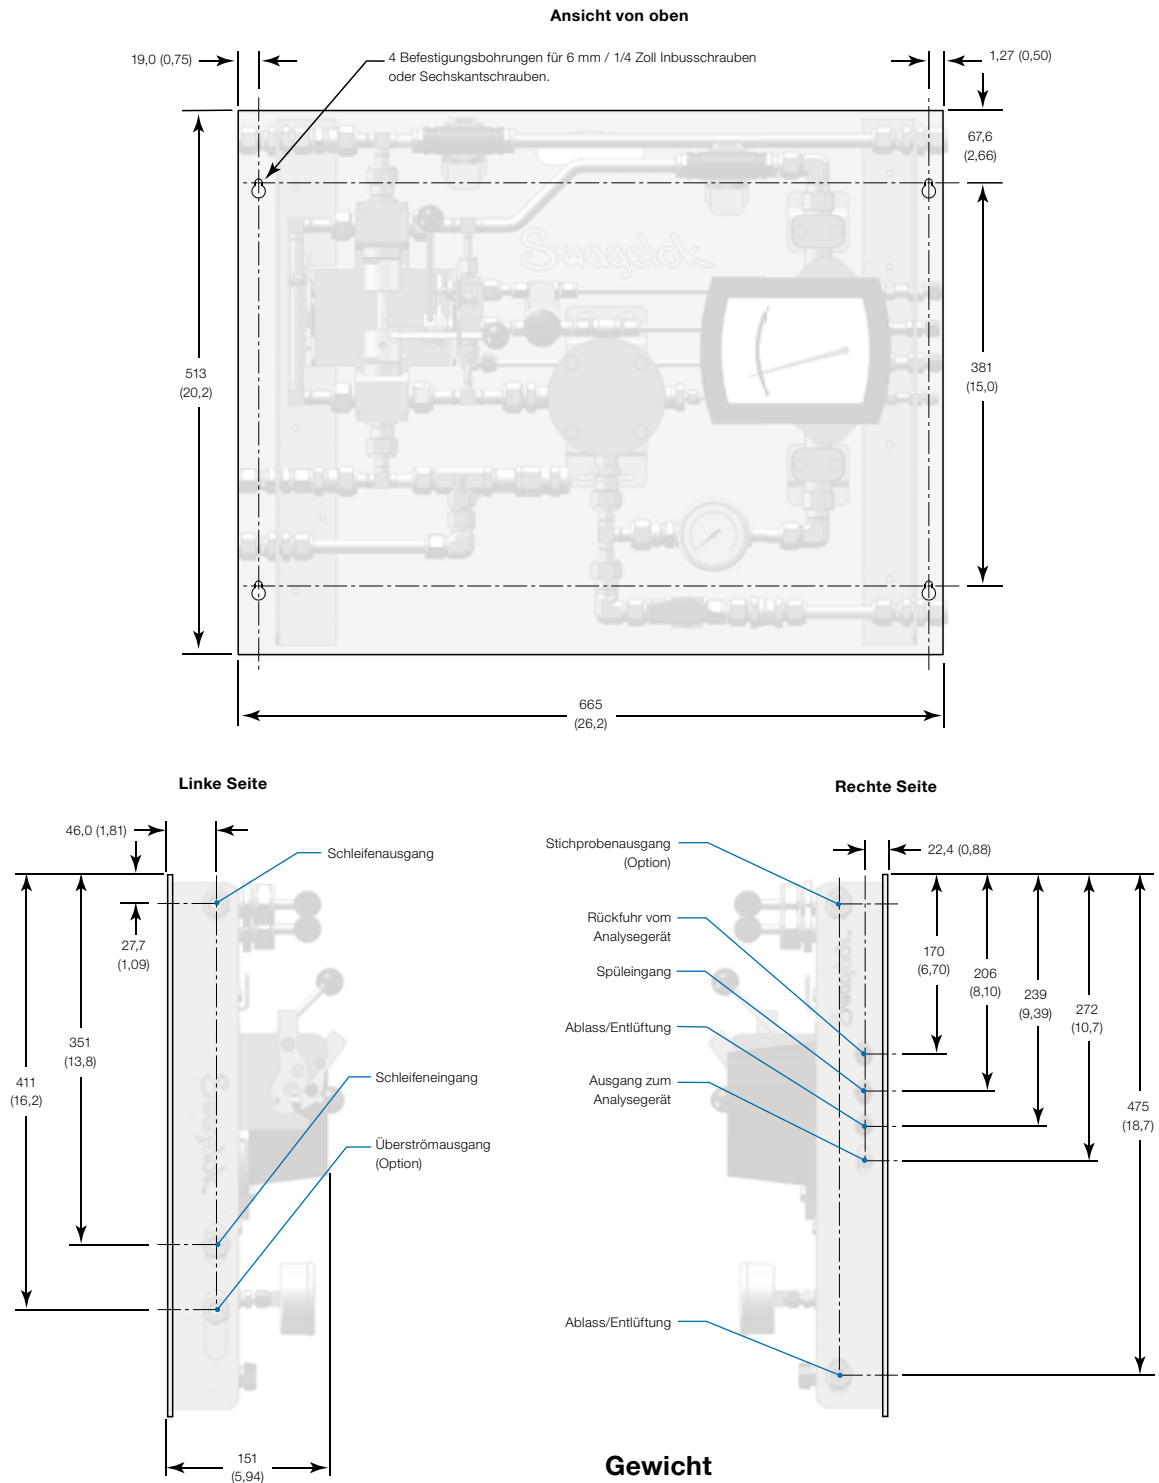 Ansicht von oben
19,0 (0,75)
4 Befestigungsbohrungen für 6 mm / 1/4 Zoll Inbusschrauben
oder Sechskantschrauben.
1,27 (0,50)
67,6
(2,66)
Swagelok
513
(20,2)
381
(15,0)
665
(26,2)
Linke Seite
46,0 (1,81)
Schleifenausgang
27,7
(1,09)
351
(13,8)
411
(16,2)
Schleifeneingang
Überströmausgang
(Option)
151
(5,94)
Rechte Seite
Stichprobenausgang
(Option)
22,4 (0,88)
Rückfuhr vom
Analysegerät
Spüleingang
Ablass/Entlüftung
Ausgang zum
Analysegerät
170
(6,70)
206
(8,10)
239
(9,39)
272
(10,7)
475
(18,7)
Swagelok
Swagelok
Ablass/Entlüftung
Gewicht